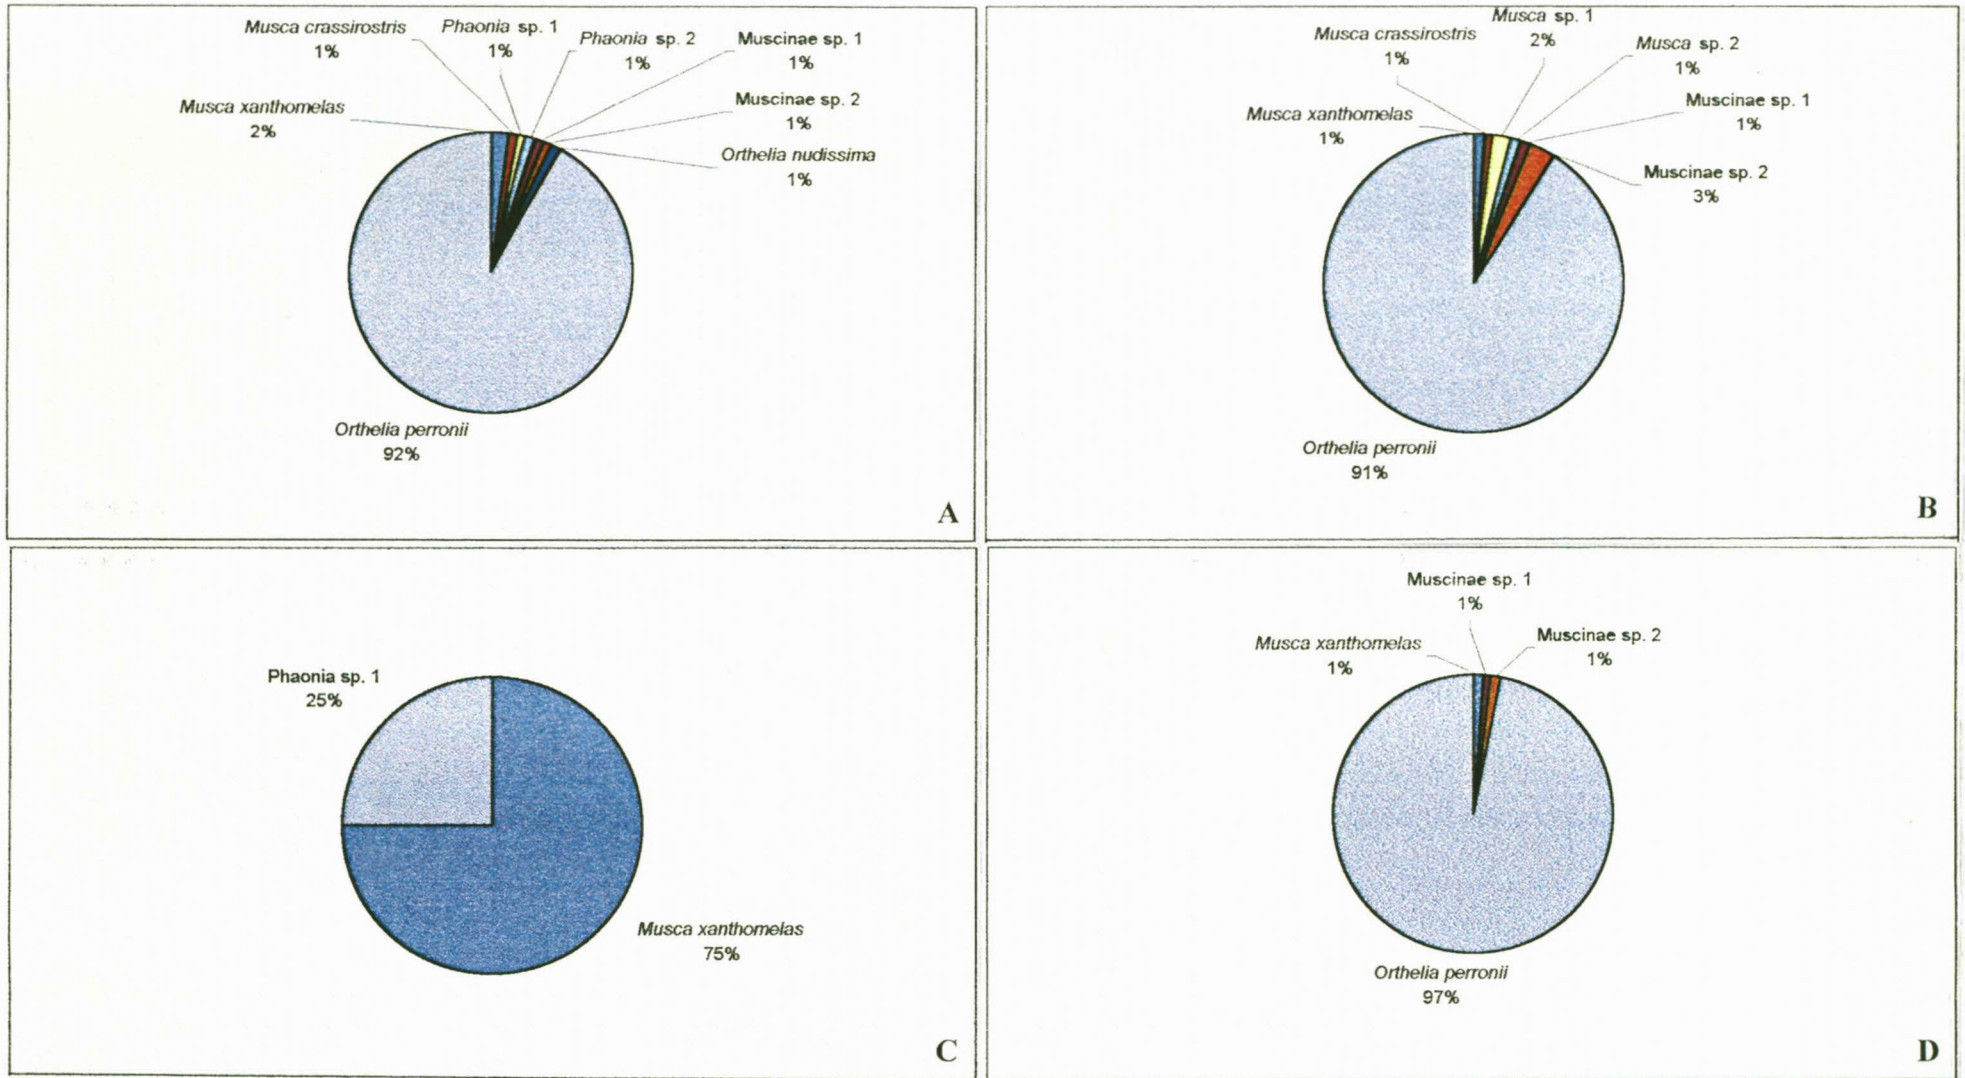 Musca crassirostris
1%
Phaonia sp. 1
1%
Phaonia sp. 2
1%
Muscinae sp. 1
1%
Musca xanthomelas
2%
Muscinae sp. 2
1%
Orthelia nudissima
1%
Orthelia perronii
92%
A
Musca sp. 1
2%
Musca crassirostris
1%
Musca sp. 2
1%
Musca xanthomelas
1%
Muscinae sp. 1
1%
Muscinae sp. 2
3%
Orthelia perronii
91%
B
Phaonia sp. 1
25%
Musca xanthomelas
75%
C
Muscinae sp. 1
1%
Musca xanthomelas
1%
Muscinae sp. 2
1%
Orthelia perronii
97%
D